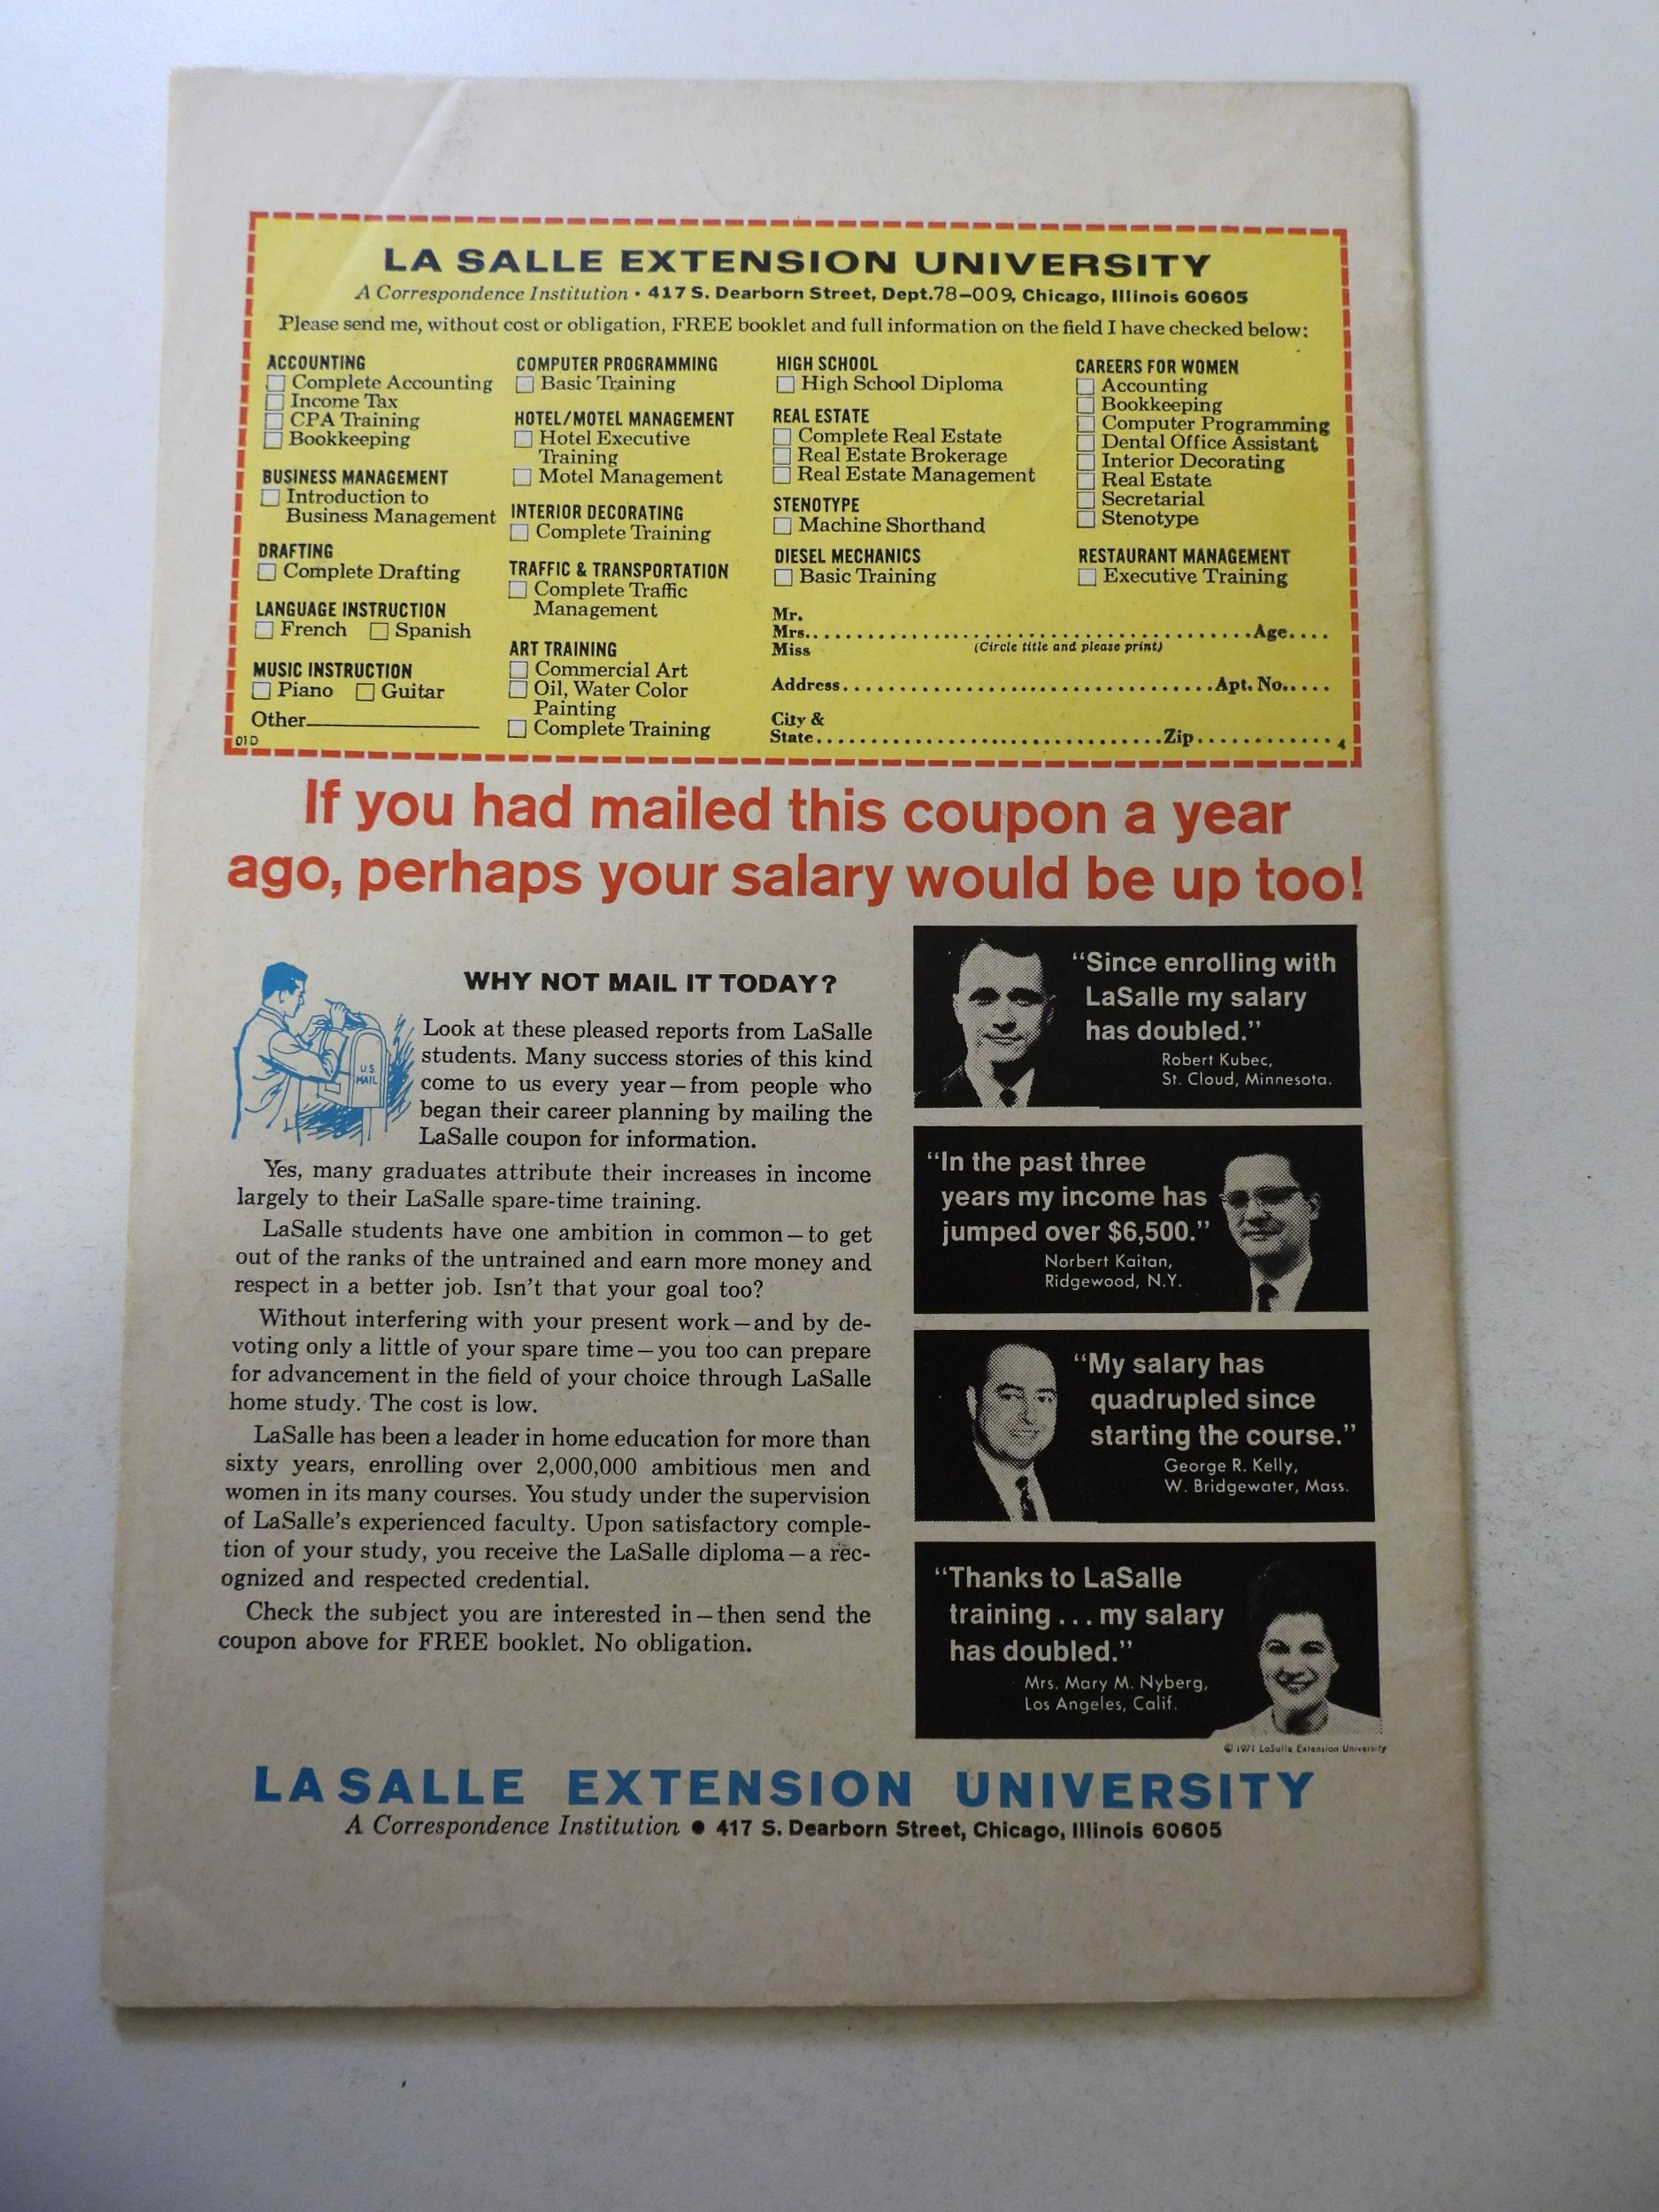 LA SALLE EXTENSION UNIVERSITY
A Correspondence Institution • 417 S. Dearborn Street, Dept.78-009, Chicago, Illinois 60605
Please send me, without cost or obligation, FREE booklet and full information on the field I have checked below:
ACCOUNTING
Complete Accounting
Income Tax
CPA Training
Bookkeeping
BUSINESS MANAGEMENT
Introduction to
Business Management
DRAFTING
Complete Drafting
LANGUAGE INSTRUCTION
French Spanish
MUSIC INSTRUCTION
Piano Guitar
Other
01D
COMPUTER PROGRAMMING
Basic Training
HOTEL/MOTEL MANAGEMENT
Hotel Executive
Training
Motel Management
INTERIOR DECORATING
Complete Training
TRAFFIC & TRANSPORTATION
Complete Traffic
Management
ART TRAINING
Commercial Art
Oil, Water Color
Painting
Complete Training
HIGH SCHOOL
High School Diploma
REAL ESTATE
Complete Real Estate
Real Estate Brokerage
Real Estate Management
STENOTYPE
Machine Shorthand
DIESEL MECHANICS
Basic Training
CAREERS FOR WOMEN
Accounting
Bookkeeping
Computer Programming
Dental Office Assistant
Interior Decorating
Real Estate
Secretarial
Stenotype
RESTAURANT MANAGEMENT
Executive Training
Mr.
Mrs. Age
Miss (Circle title and please print)
Address Apt. No.
City &
State Zip 4
If you had mailed this coupon a year
ago, perhaps your salary would be up too!
WHY NOT MAIL IT TODAY?
U.S.
MAIL
Look at these pleased reports from LaSalle
students. Many success stories of this kind
come to us every year—from people who
began their career planning by mailing the
LaSalle coupon for information.
Yes, many graduates attribute their increases in income
largely to their LaSalle spare-time training.
LaSalle students have one ambition in common—to get
out of the ranks of the untrained and earn more money and
respect in a better job. Isn't that your goal too?
Without interfering with your present work—and by de-
voting only a little of your spare time—you too can prepare
for advancement in the field of your choice through LaSalle
home study. The cost is low.
LaSalle has been a leader in home education for more than
sixty years, enrolling over 2,000,000 ambitious men and
women in its many courses. You study under the supervision
of LaSalle's experienced faculty. Upon satisfactory comple-
tion of your study, you receive the LaSalle diploma—a rec-
ognized and respected credential.
Check the subject you are interested in—then send the
coupon above for FREE booklet. No obligation.
"Since enrolling with
LaSalle my salary
has doubled."
Robert Kubec,
St. Cloud, Minnesota.
"In the past three
years my income has
jumped over $6,500."
Norbert Kaitan,
Ridgewood, N.Y.
"My salary has
quadrupled since
starting the course."
George R. Kelly,
W. Bridgewater, Mass.
"Thanks to LaSalle
training . . . my salary
has doubled."
Mrs. Mary M. Nyberg,
Los Angeles, Calif.
© 1971 LaSalle Extension University
LASALLE EXTENSION UNIVERSITY
A Correspondence Institution • 417 S. Dearborn Street, Chicago, Illinois 60605